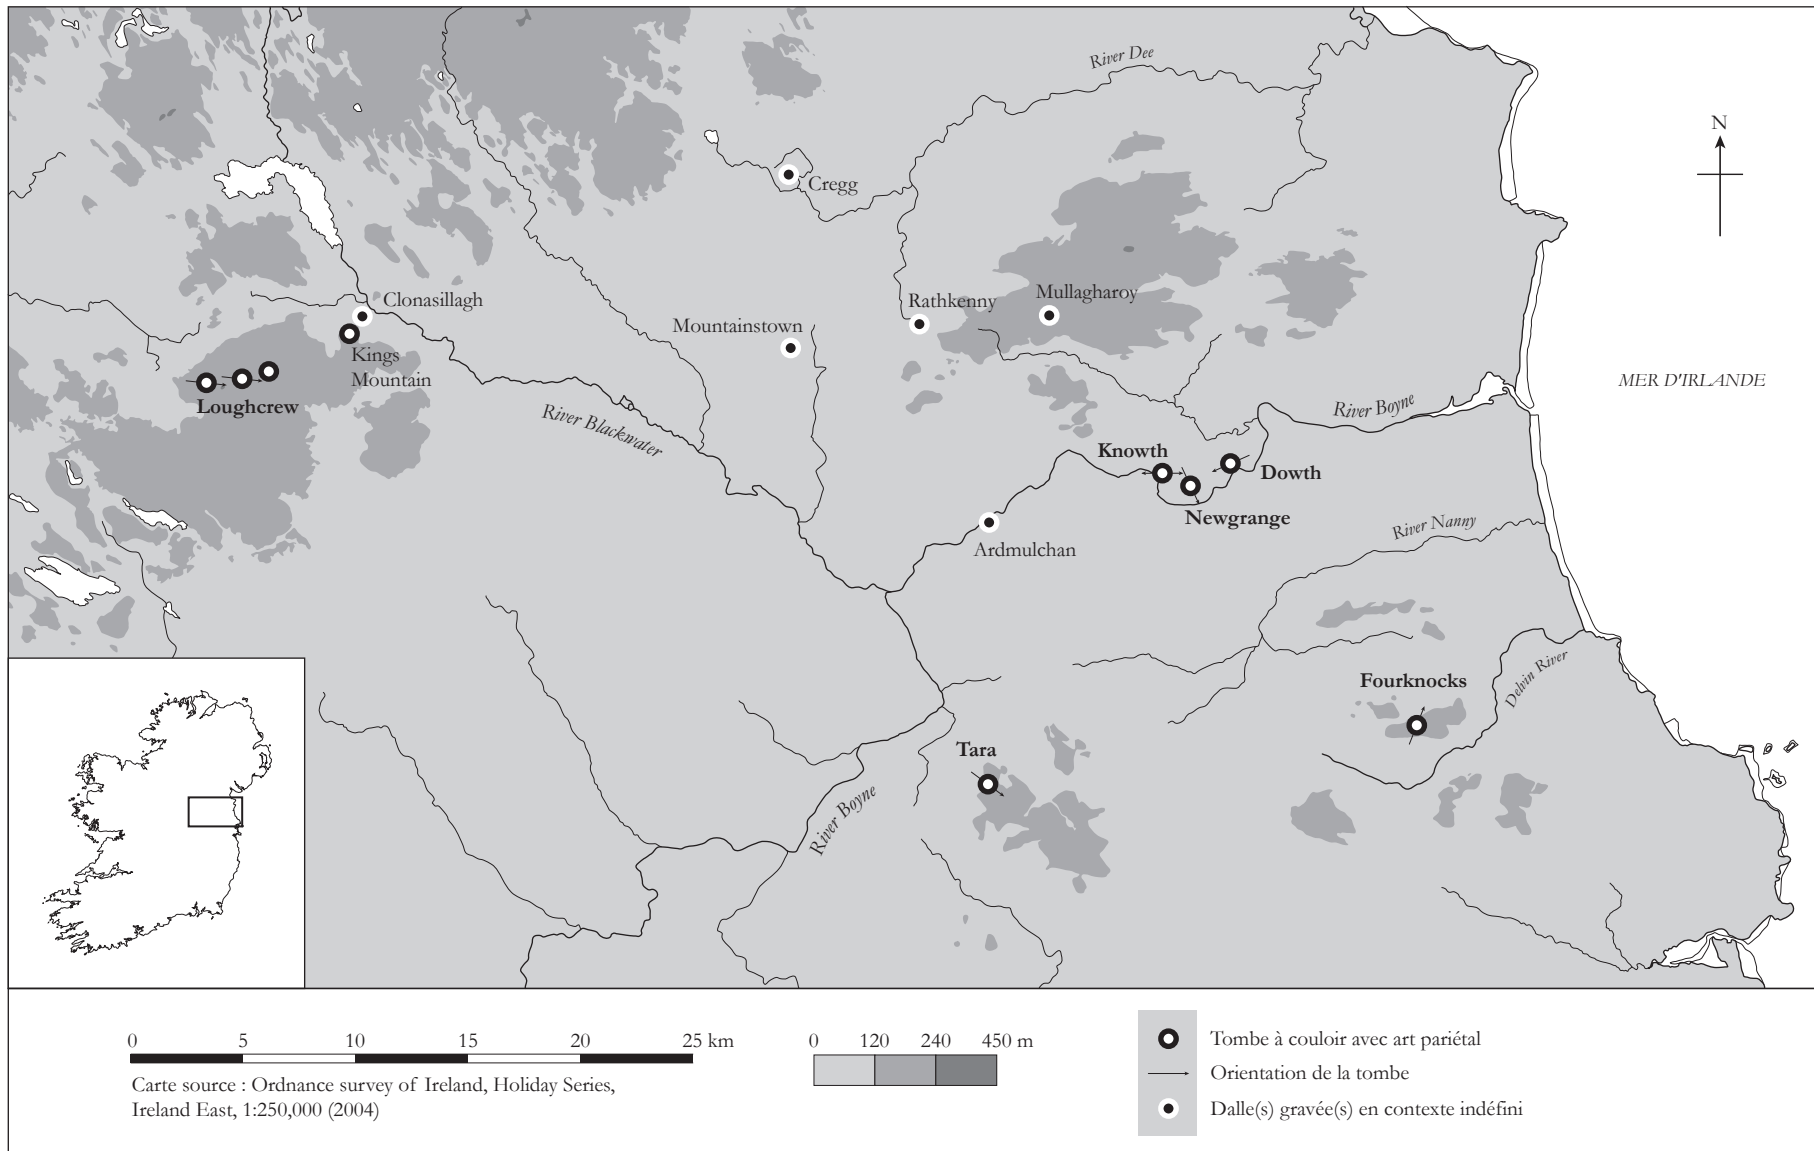 River Dee
N
Cregg
Clonasillagh
Rathkenny
Mullagharoy
Mountainstown
Kings
Mountain
MER D'IRLANDE
Loughcrew
River Blackwater
River Boyne
Knowth
Dowth
Newgrange
River Nanny
Ardmulchan
Fourknocks
Delvin River
Tara
River Boyne
0 5 10 15 20 25 km
Carte source : Ordnance survey of Ireland, Holiday Series,
Ireland East, 1:250,000 (2004)
0 120 240 450 m
Tombe à couloir avec art pariétal
Orientation de la tombe
Dalle(s) gravée(s) en contexte indéfini